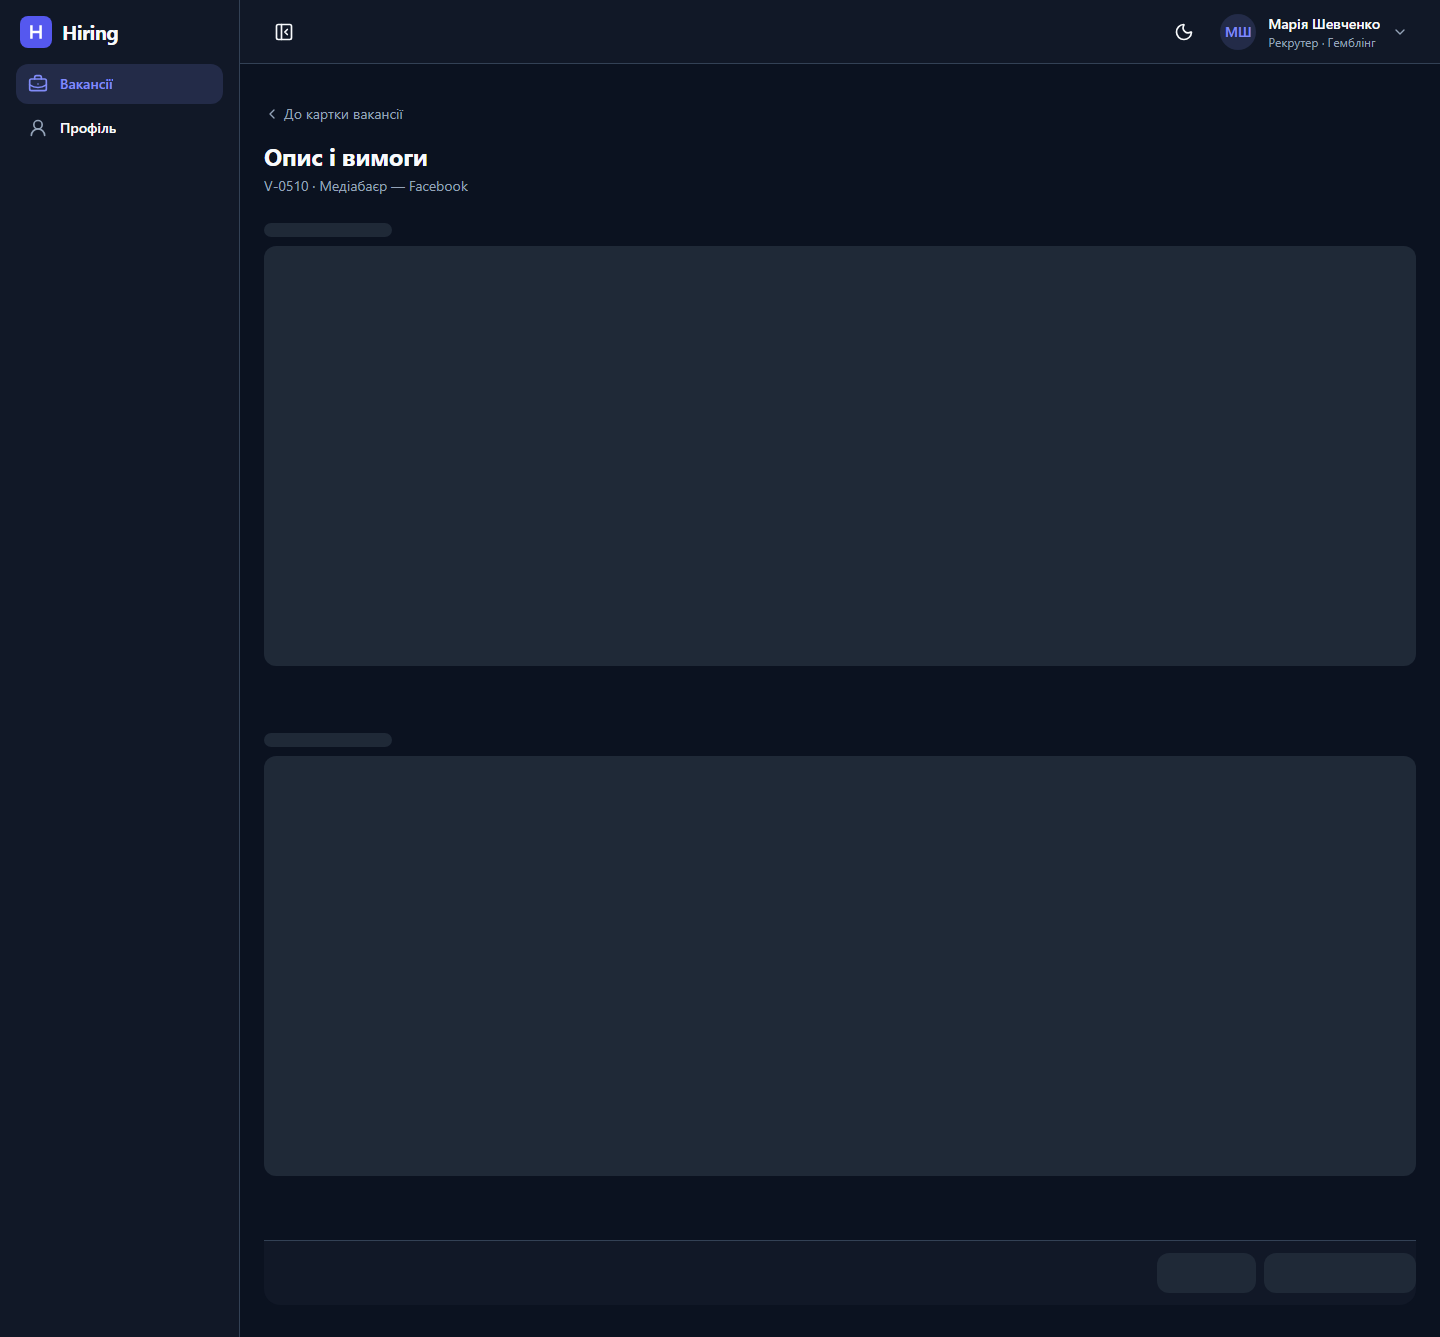 H Hiring
Вакансії
Профіль
МШ
Марія Шевченко
Рекрутер · Гемблінг
До картки вакансії
Опис і вимоги
V-0510 · Медіабаєр — Facebook